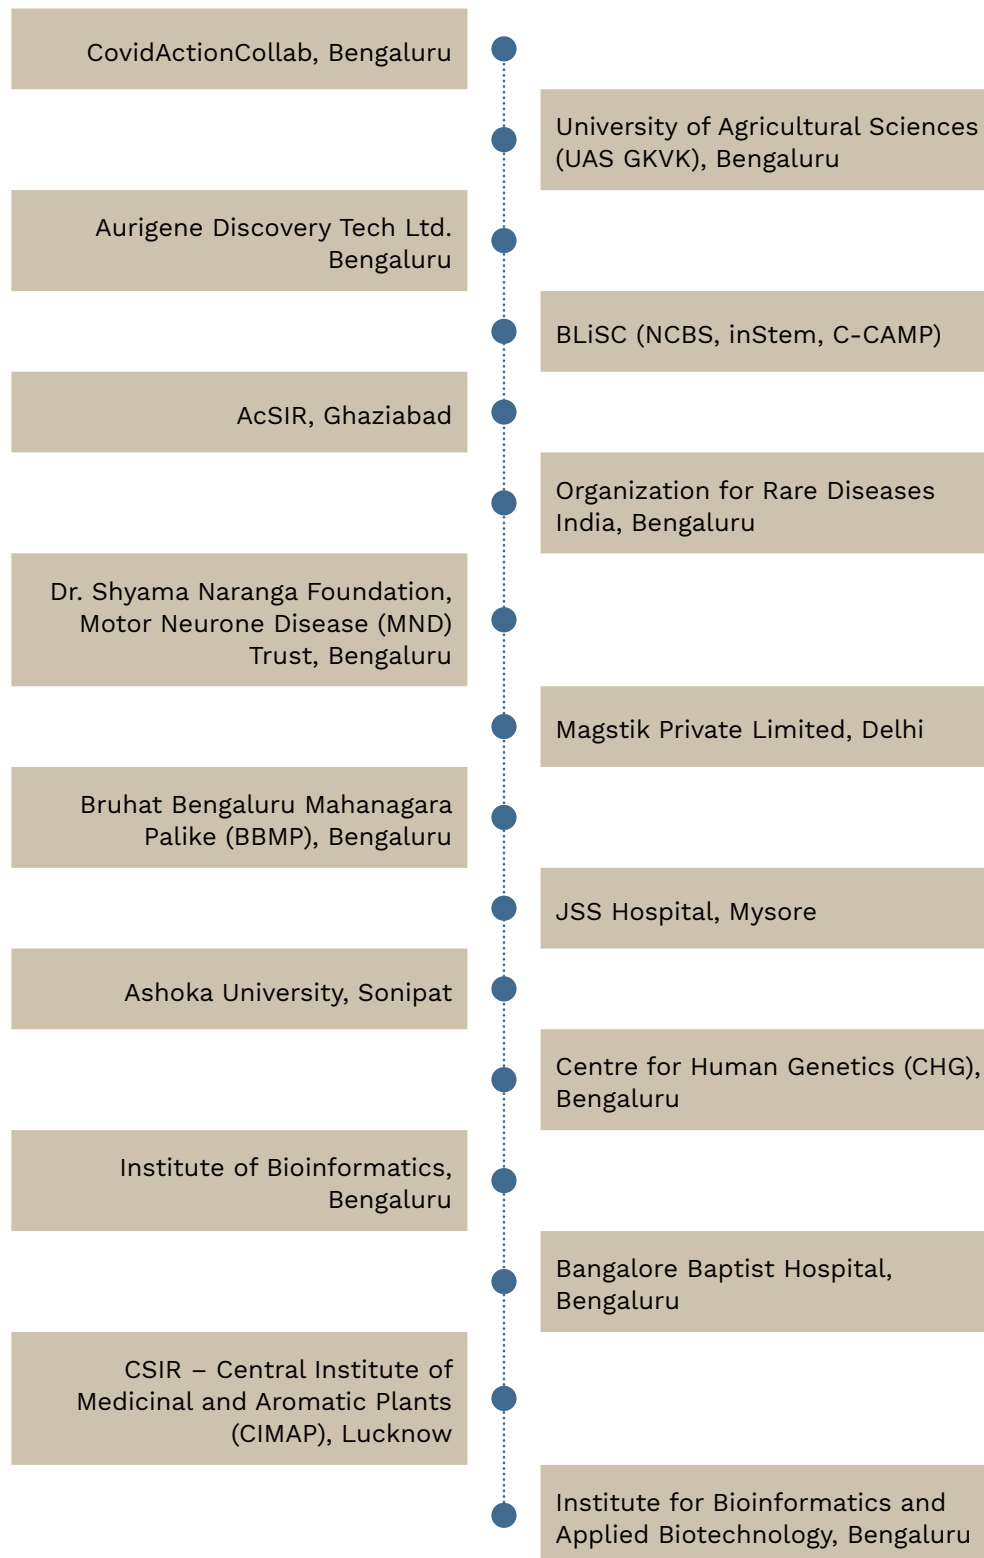 CovidActionCollab, Bengaluru
University of Agricultural Sciences
(UAS GKVK), Bengaluru
Aurigene Discovery Tech Ltd.
Bengaluru
BLiSC (NCBS, inStem, C-CAMP)
AcSIR, Ghaziabad
Organization for Rare Diseases
India, Bengaluru
Dr. Shyama Naranga Foundation,
Motor Neurone Disease (MND)
Trust, Bengaluru
Magstik Private Limited, Delhi
Bruhat Bengaluru Mahanagara
Palike (BBMP), Bengaluru
JSS Hospital, Mysore
Ashoka University, Sonipat
Centre for Human Genetics (CHG),
Bengaluru
Institute of Bioinformatics,
Bengaluru
Bangalore Baptist Hospital,
Bengaluru
CSIR – Central Institute of
Medicinal and Aromatic Plants
(CIMAP), Lucknow
Institute for Bioinformatics and
Applied Biotechnology, Bengaluru